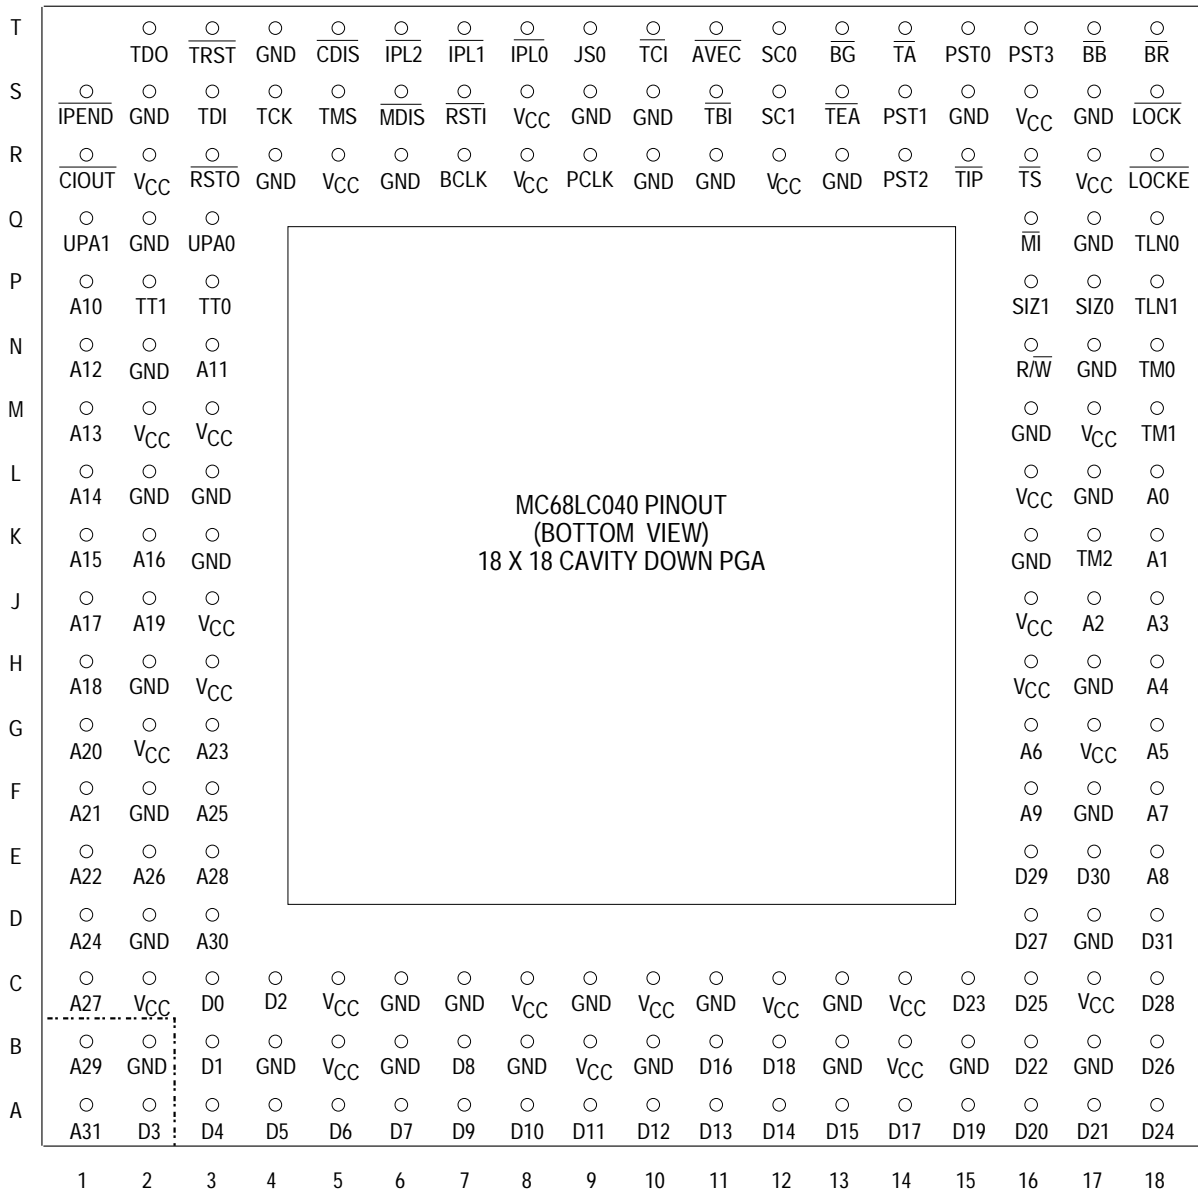 T
TDO TRST GND CDIS IPL2 IPL1 IPL0 JS0 TCI AVEC SC0 BG TA PST0 PST3 BB BR
S
IPEND GND TDI TCK TMS MDIS RSTI VCC GND GND TBI SC1 TEA PST1 GND VCC GND LOCK
R
CIOUT VCC RSTO GND VCC GND BCLK VCC PCLK GND GND VCC GND PST2 TIP TS VCC LOCKE
Q
UPA1 GND UPA0 MI GND TLN0
P
A10 TT1 TT0 SIZ1 SIZ0 TLN1
N
A12 GND A11 R/W GND TM0
M
A13 VCC VCC GND VCC TM1
L
A14 GND GND VCC GND A0
MC68LC040 PINOUT
(BOTTOM VIEW)
18 X 18 CAVITY DOWN PGA
K
A15 A16 GND GND TM2 A1
J
A17 A19 VCC VCC A2 A3
H
A18 GND VCC VCC GND A4
G
A20 VCC A23 A6 VCC A5
F
A21 GND A25 A9 GND A7
E
A22 A26 A28 D29 D30 A8
D
A24 GND A30 D27 GND D31
C
A27 VCC D0 D2 VCC GND GND VCC GND VCC GND VCC GND VCC D23 D25 VCC D28
B
A29 GND D1 GND VCC GND D8 GND VCC GND D16 D18 GND VCC GND D22 GND D26
A
A31 D3 D4 D5 D6 D7 D9 D10 D11 D12 D13 D14 D15 D17 D19 D20 D21 D24
1 2 3 4 5 6 7 8 9 10 11 12 13 14 15 16 17 18